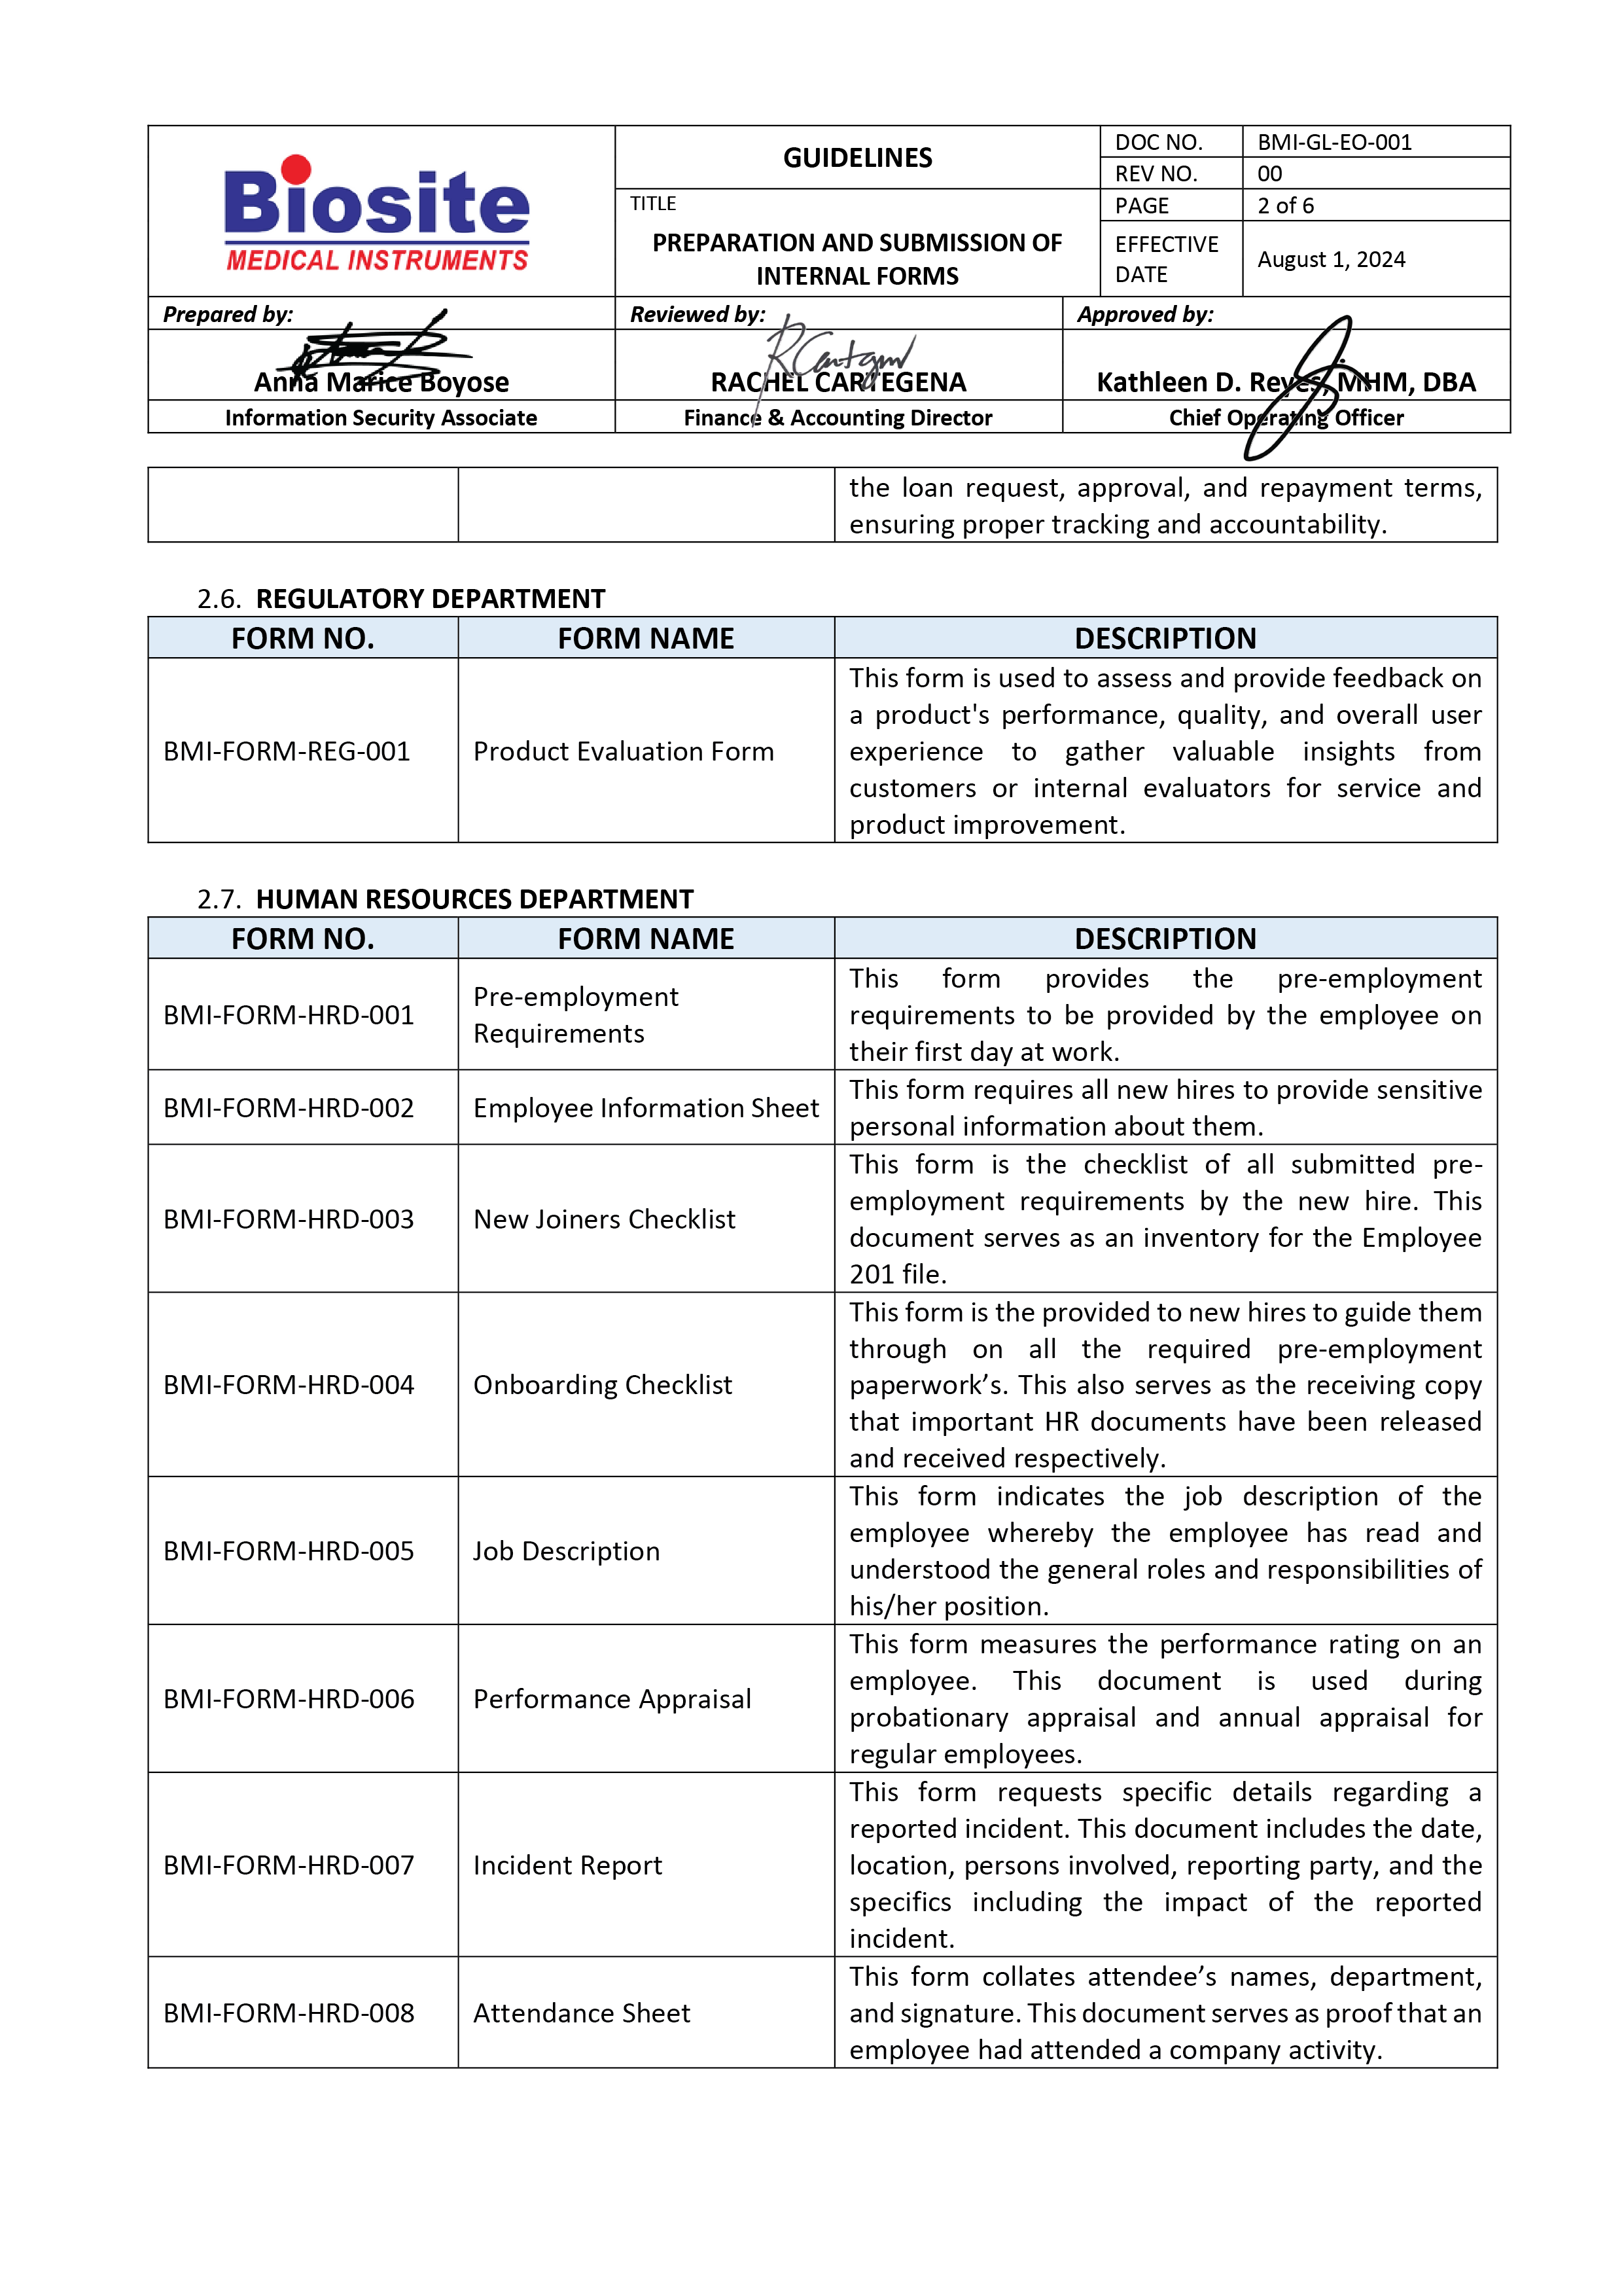 Biosite
MEDICAL INSTRUMENTS
GUIDELINES
TITLE
PREPARATION AND SUBMISSION OF
INTERNAL FORMS
DOC NO. BMI-GL-EO-001
REV NO. 00
PAGE 2 of 6
EFFECTIVE
DATE
August 1, 2024
Prepared by: Reviewed by: Approved by:
Anna Marice Boyose RACHEL CARTEGENA Kathleen D. Reyes, MHM, DBA
Information Security Associate Finance & Accounting Director Chief Operating Officer
the loan request, approval, and repayment terms,
ensuring proper tracking and accountability.
2.6. REGULATORY DEPARTMENT
FORM NO. FORM NAME DESCRIPTION
BMI-FORM-REG-001
Product Evaluation Form
This form is used to assess and provide feedback on
a product's performance, quality, and overall user
experience to gather valuable insights from
customers or internal evaluators for service and
product improvement.
2.7. HUMAN RESOURCES DEPARTMENT
FORM NO. FORM NAME DESCRIPTION
BMI-FORM-HRD-001
Pre-employment
Requirements
This form provides the pre-employment
requirements to be provided by the employee on
their first day at work.
BMI-FORM-HRD-002
Employee Information Sheet
This form requires all new hires to provide sensitive
personal information about them.
BMI-FORM-HRD-003
New Joiners Checklist
This form is the checklist of all submitted pre-
employment requirements by the new hire. This
document serves as an inventory for the Employee
201 file.
BMI-FORM-HRD-004
Onboarding Checklist
This form is the provided to new hires to guide them
through on all the required pre-employment
paperwork’s. This also serves as the receiving copy
that important HR documents have been released
and received respectively.
BMI-FORM-HRD-005
Job Description
This form indicates the job description of the
employee whereby the employee has read and
understood the general roles and responsibilities of
his/her position.
BMI-FORM-HRD-006
Performance Appraisal
This form measures the performance rating on an
employee. This document is used during
probationary appraisal and annual appraisal for
regular employees.
BMI-FORM-HRD-007
Incident Report
This form requests specific details regarding a
reported incident. This document includes the date,
location, persons involved, reporting party, and the
specifics including the impact of the reported
incident.
BMI-FORM-HRD-008
Attendance Sheet
This form collates attendee’s names, department,
and signature. This document serves as proof that an
employee had attended a company activity.